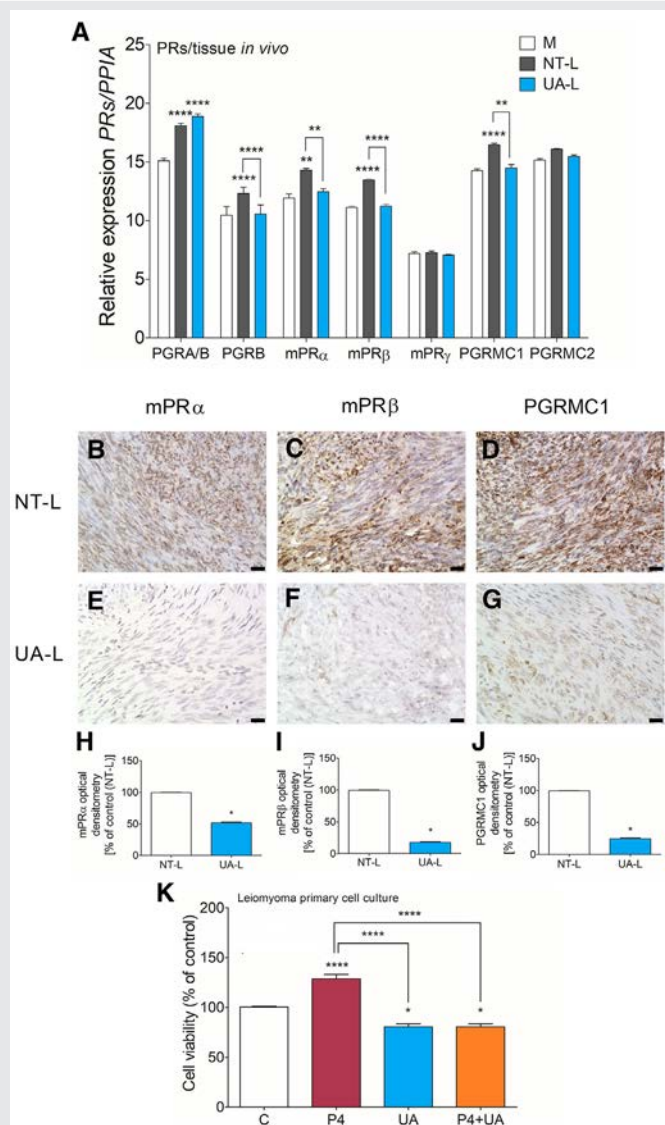 A
PRs/tissue in vivo
M
NT-L
UA-L
Relative expression PRs/PPIA
25
20
15
10
5
0
**** ****
**** ****
** **
**** ****
**** **
PGRA/B PGRB mPRα mPRβ mPRγ PGRMC1 PGRMC2
mPRα mPRβ PGRMC1
NT-L
B C D
UA-L
E F G
H
mPRα optical
densitometry
[% of control (NT-L)]
150
100
50
0
*
NT-L UA-L
I
mPRβ optical
densitometry
[% of control (NT-L)]
150
100
50
0
*
NT-L UA-L
J
PGRMC1 optical
densitometry
[% of control (NT-L)]
150
100
50
0
*
NT-L UA-L
K
Leiomyoma primary cell culture
Cell viability (% of control)
200
150
100
50
0
****
****
****
* *
C P4 UA P4+UA